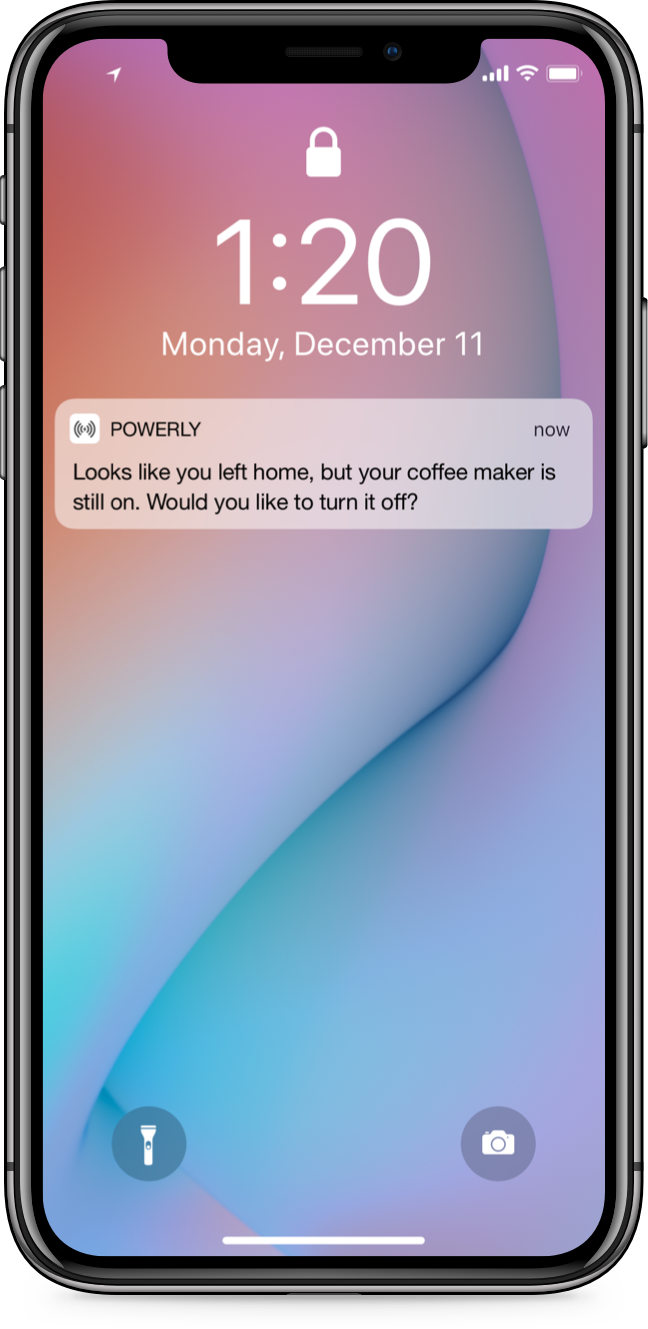 1:20
Monday, December 11
POWERLY now
Looks like you left home, but your coffee maker is
still on. Would you like to turn it off?